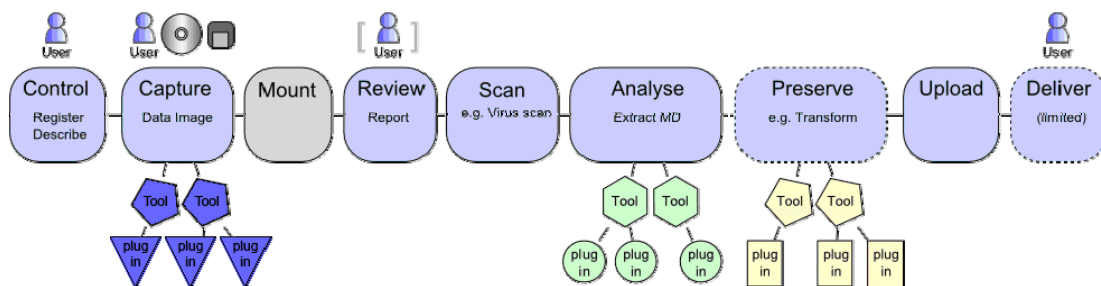 User
User
[ User ]
User
Control
Register
Describe
Capture
Data Image
Mount
Review
Report
Scan
e.g. Virus scan
Analyse
Extract MD
Preserve
e.g. Transform
Upload
Deliver
(limited)
Tool
Tool
Tool
Tool
Tool
Tool
plug
in
plug
in
plug
in
plug
in
plug
in
plug
in
plug
in
plug
in
plug
in